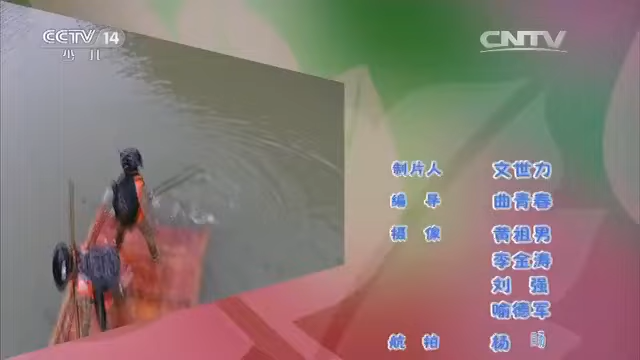 CCTV 14
少儿
CNTV
制片人 文世力
编导 曲青春
摄像 黄祖男
李金涛
刘强
喻德军
航拍 杨旸